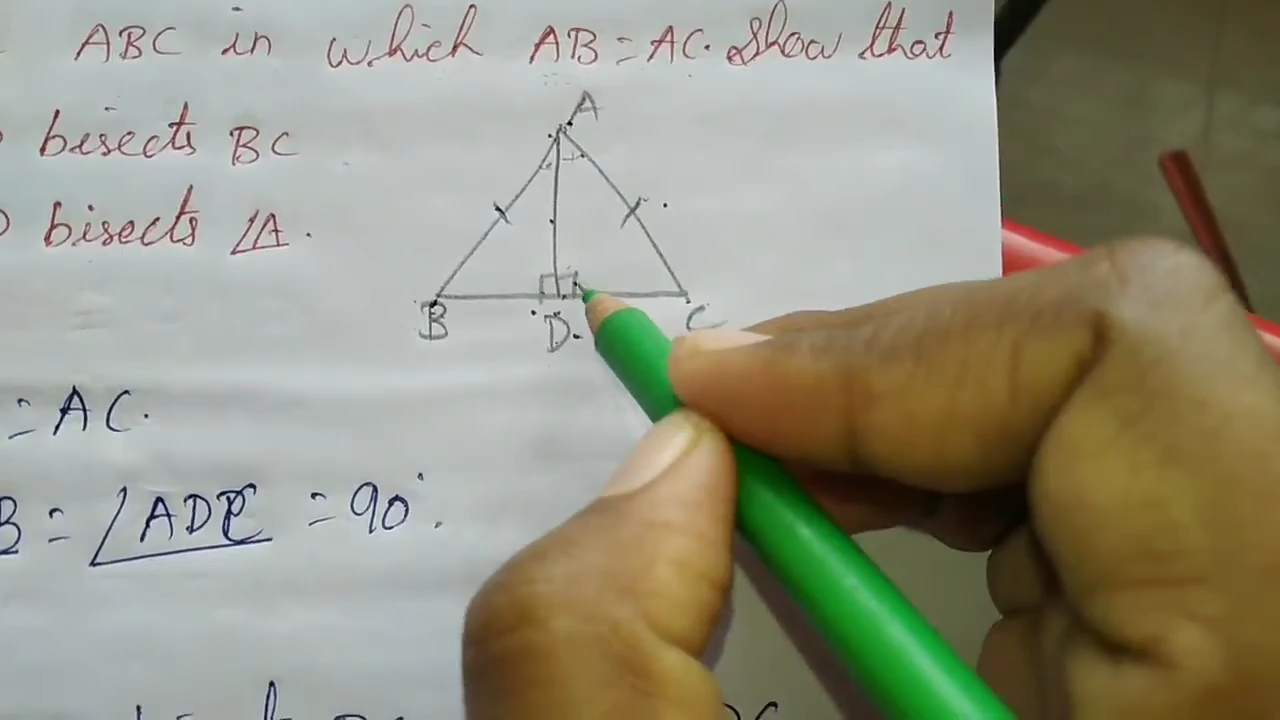 ABC in which AB = AC. Show that
bisects BC
bisects ∠A.
A
B
D.
C
= AC.
B = ∠ADC = 90°.